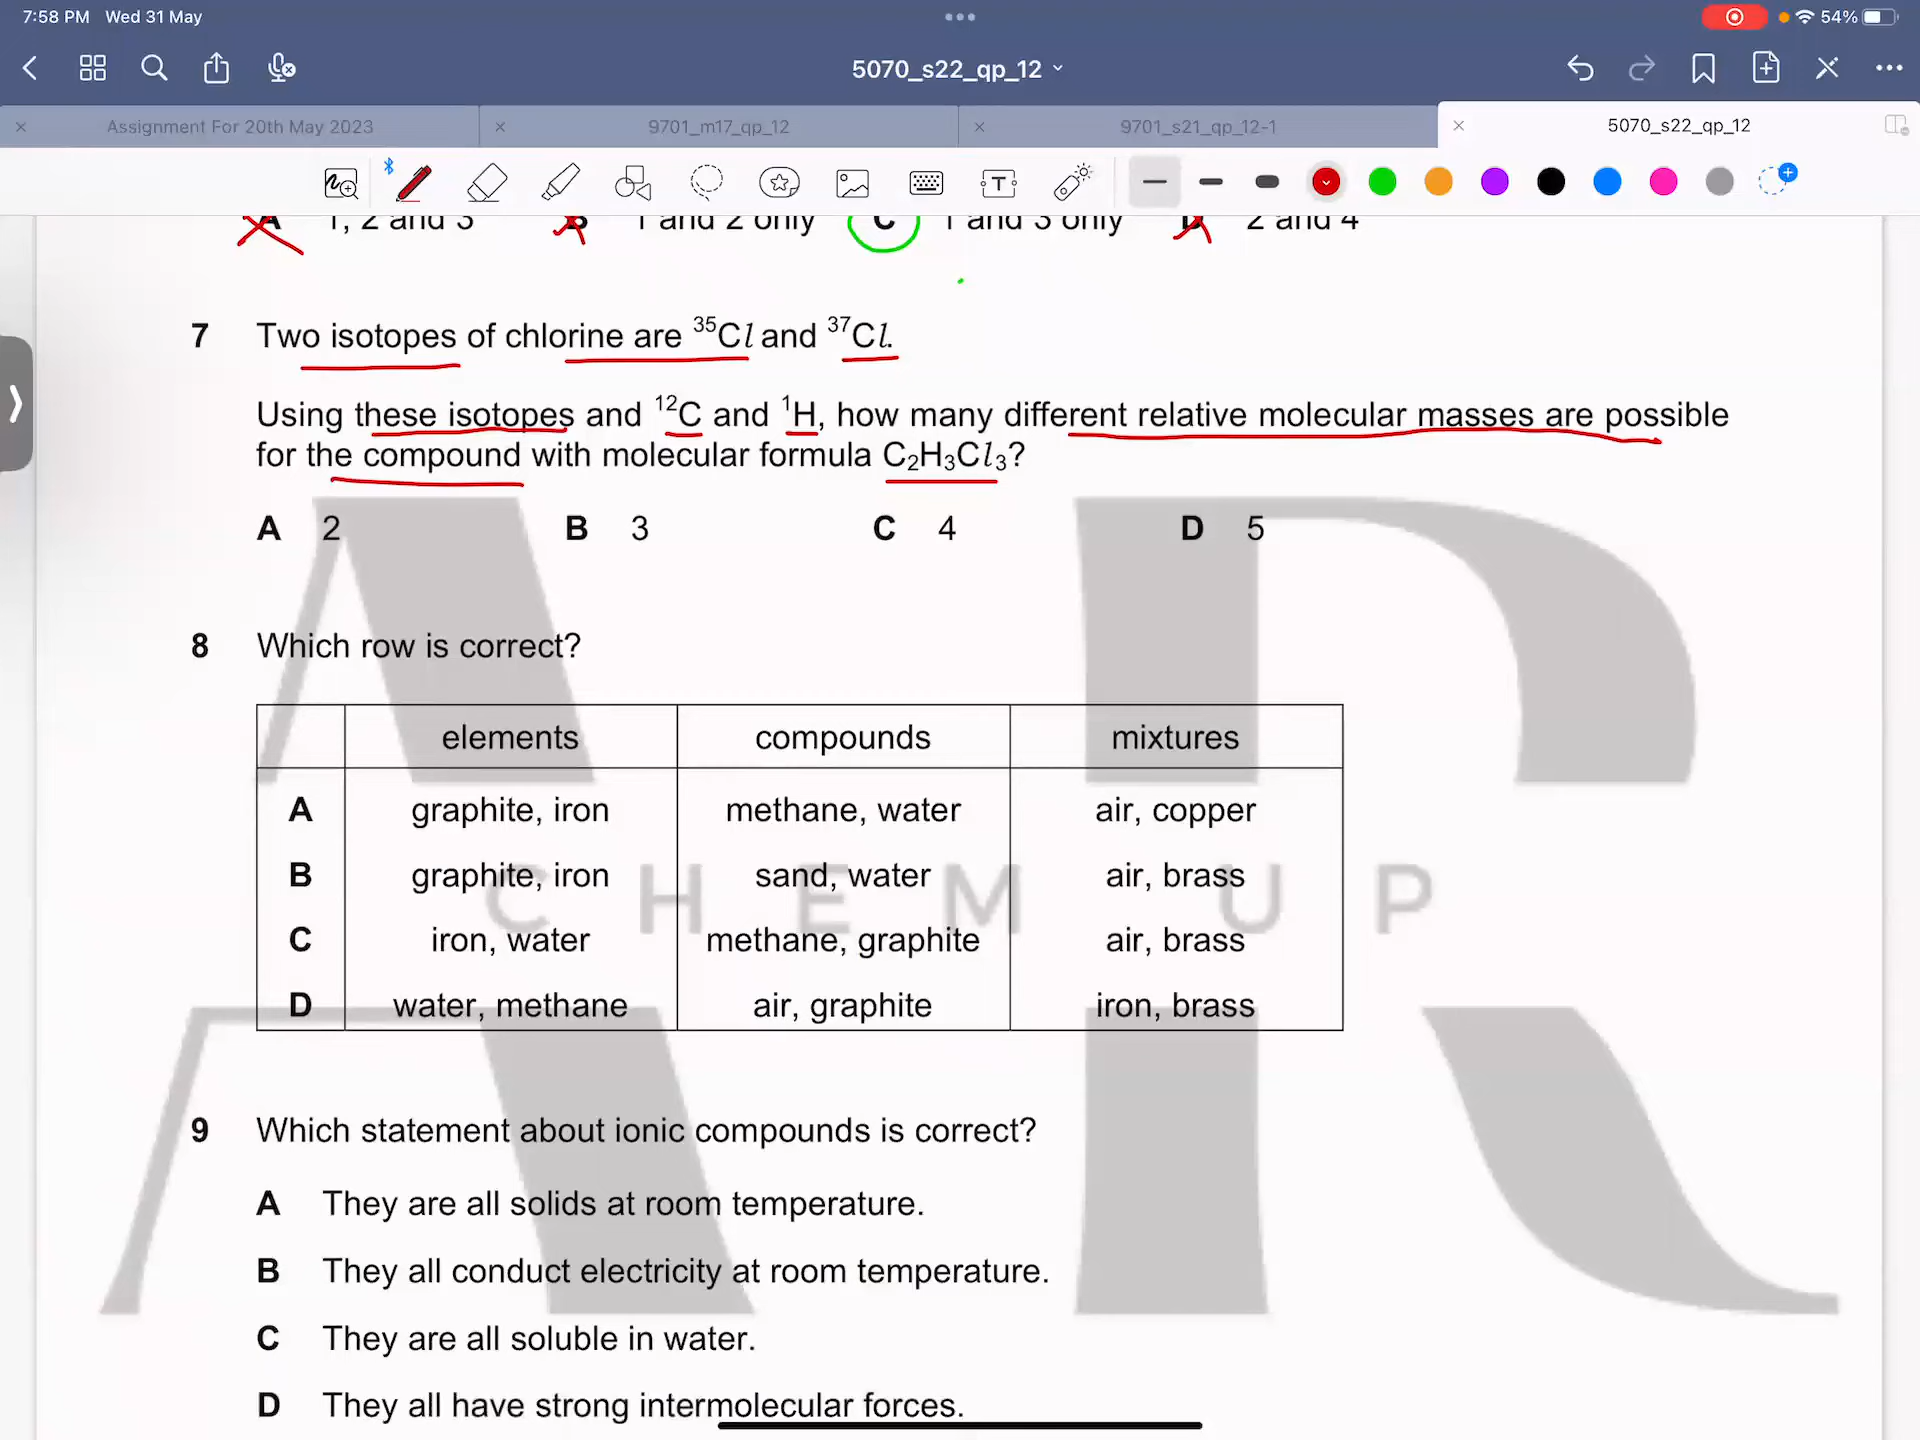 7:58 PM Wed 31 May
54%
5070_s22_qp_12
Assignment For 20th May 2023
9701_m17_qp_12
9701_s21_qp_12-1
5070_s22_qp_12
A 1, 2 and 3 B 1 and 2 only C 1 and 3 only D 2 and 4
7 Two isotopes of chlorine are ³⁵Cl and ³⁷Cl.
Using these isotopes and ¹²C and ¹H, how many different relative molecular masses are possible
for the compound with molecular formula C₂H₃Cl₃?
A 2 B 3 C 4 D 5
8 Which row is correct?
elements compounds mixtures
A graphite, iron methane, water air, copper
B graphite, iron sand, water air, brass
C iron, water methane, graphite air, brass
D water, methane air, graphite iron, brass
9 Which statement about ionic compounds is correct?
A They are all solids at room temperature.
B They all conduct electricity at room temperature.
C They are all soluble in water.
D They all have strong intermolecular forces.
AR
CHEM UP
AR